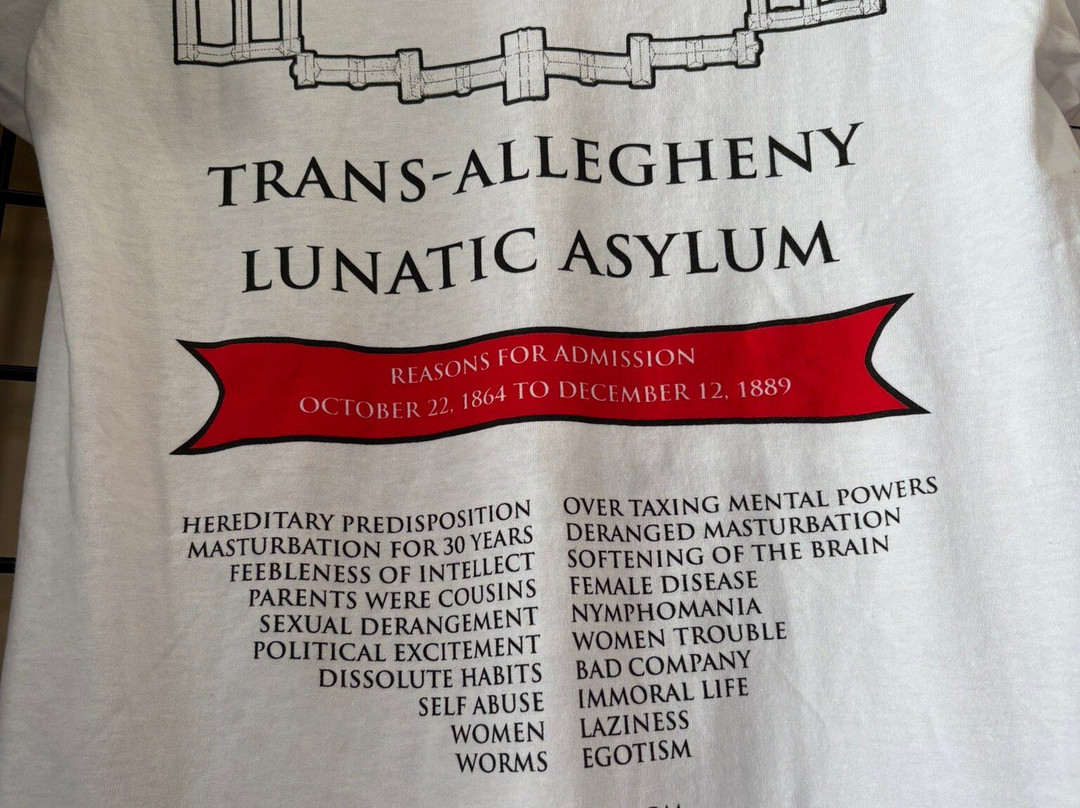 TRANS-ALLEGHENY
LUNATIC ASYLUM
REASONS FOR ADMISSION
OCTOBER 22, 1864 TO DECEMBER 12, 1889
HEREDITARY PREDISPOSITION
MASTURBATION FOR 30 YEARS
FEEBLENESS OF INTELLECT
PARENTS WERE COUSINS
SEXUAL DERANGEMENT
POLITICAL EXCITEMENT
DISSOLUTE HABITS
SELF ABUSE
WOMEN
WORMS
OVER TAXING MENTAL POWERS
DERANGED MASTURBATION
SOFTENING OF THE BRAIN
FEMALE DISEASE
NYMPHOMANIA
WOMEN TROUBLE
BAD COMPANY
IMMORAL LIFE
LAZINESS
EGOTISM